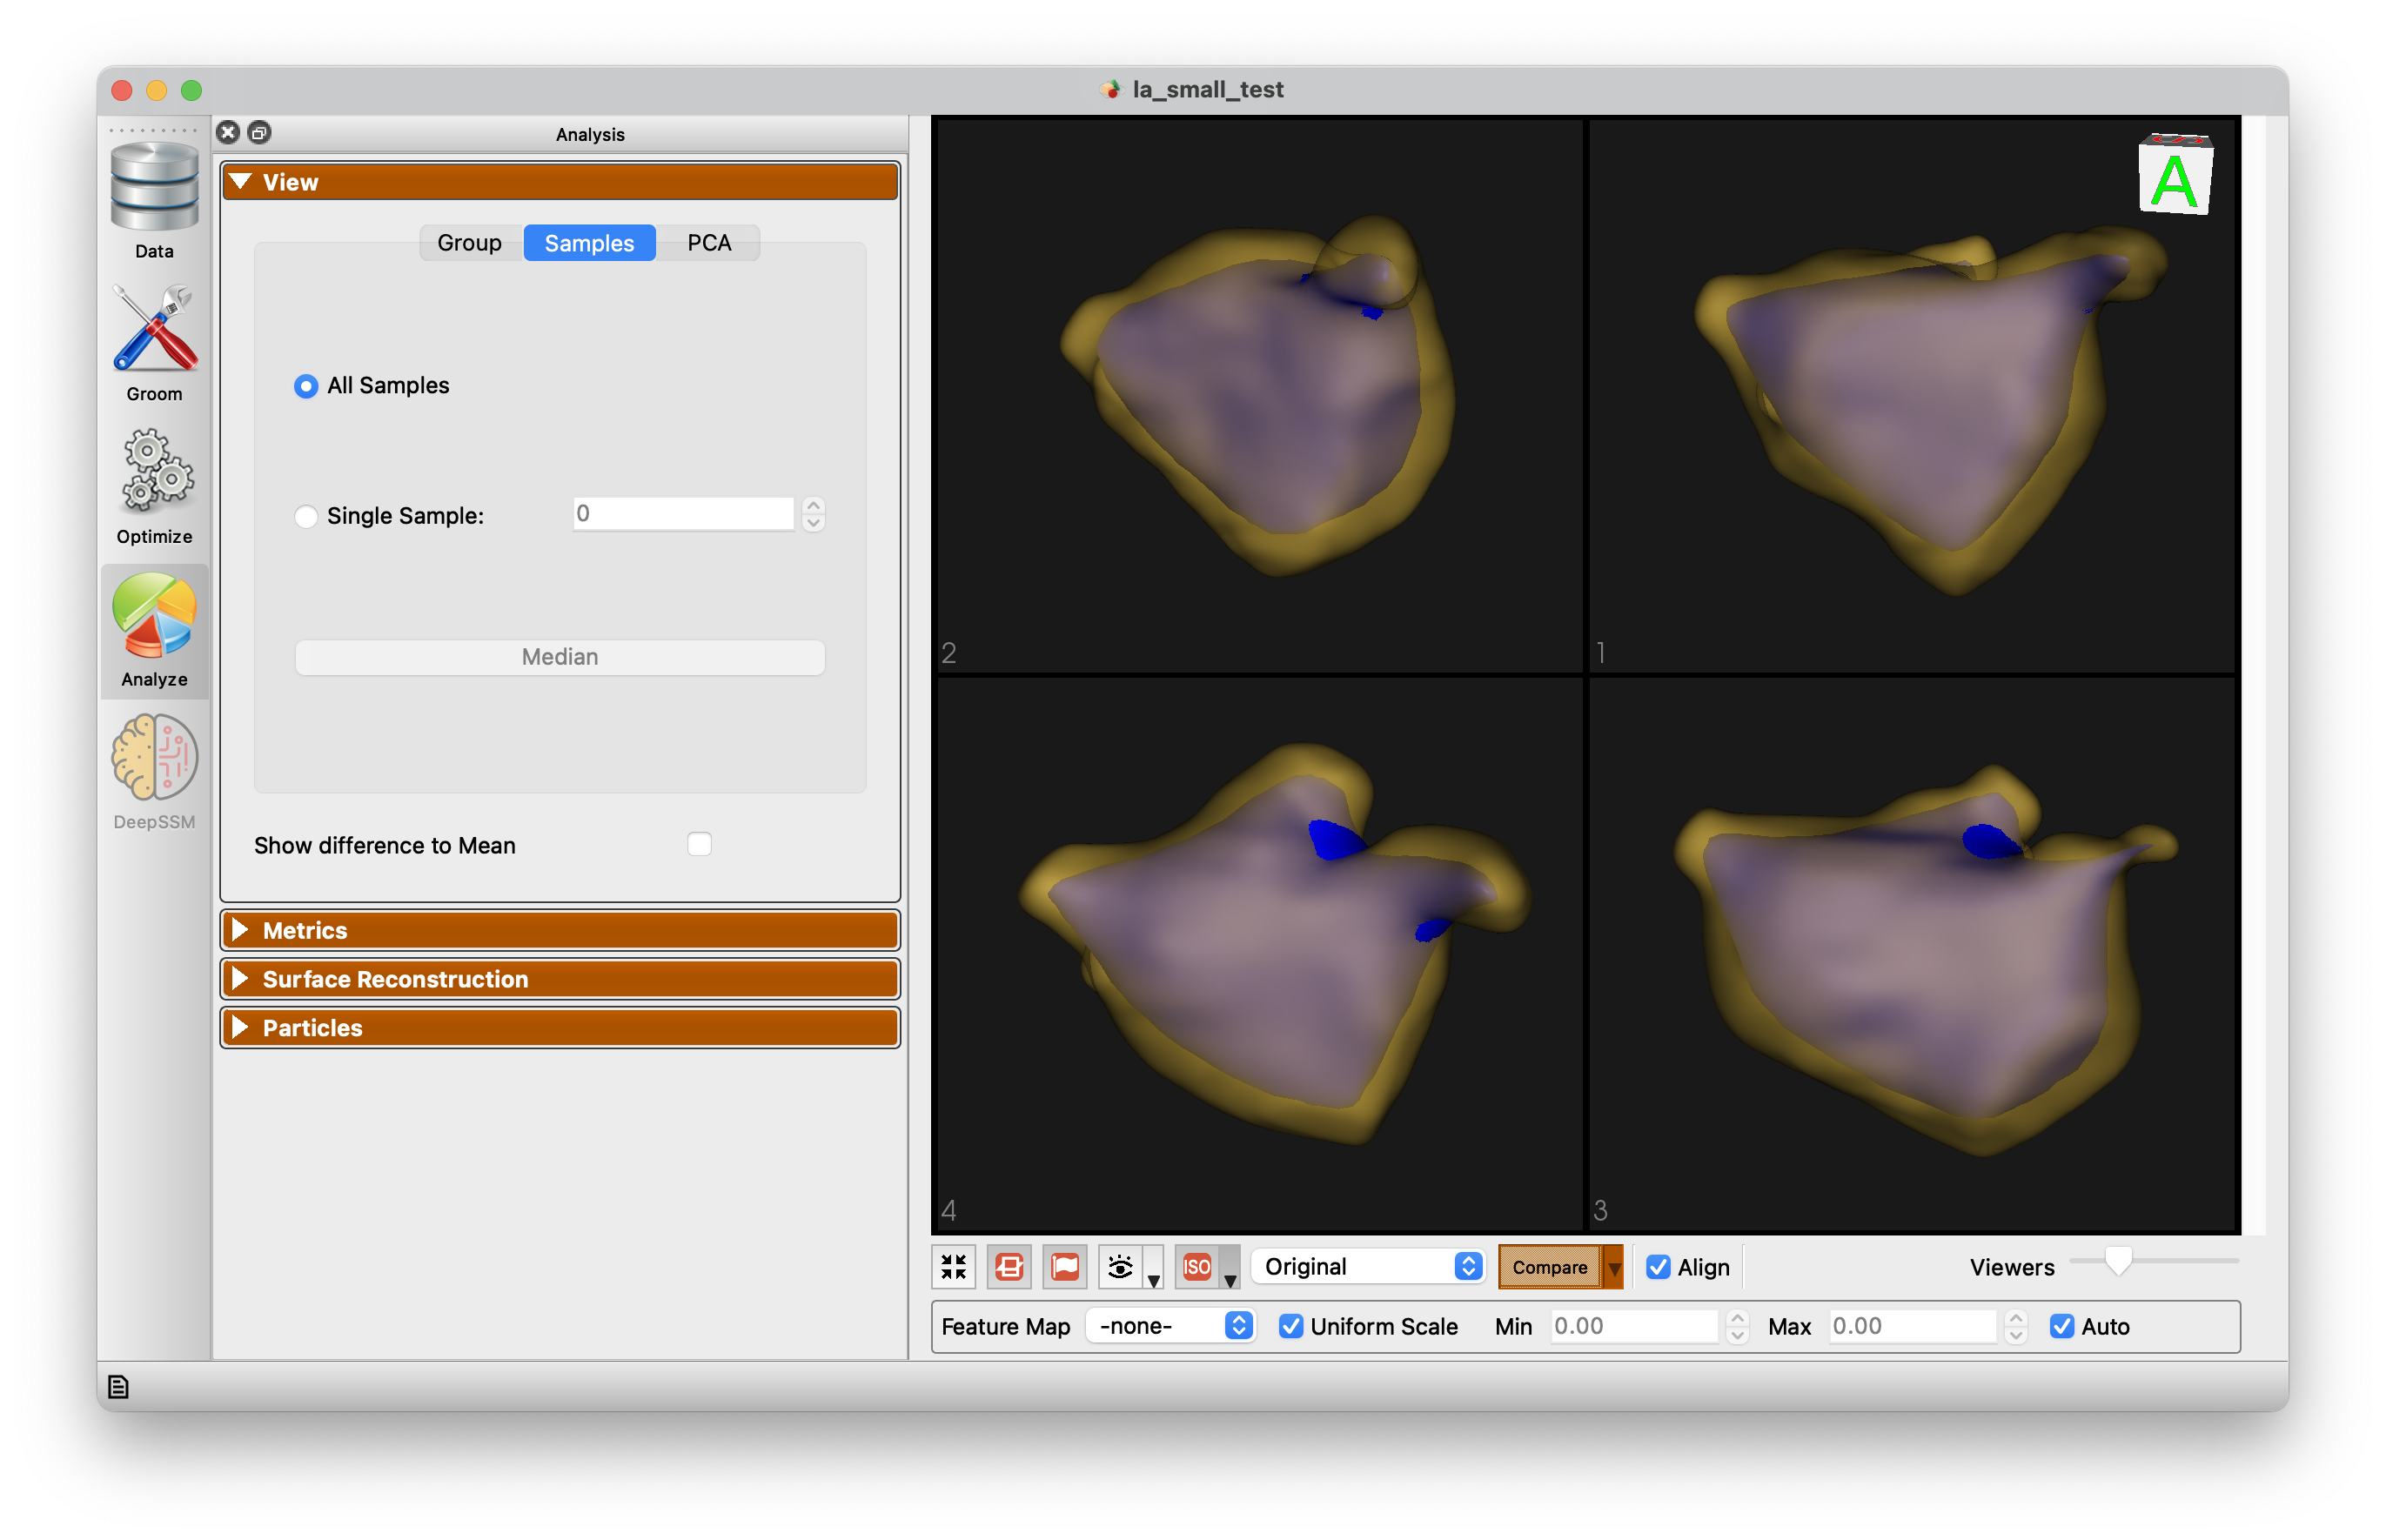 la_small_test
Analysis
Data
Groom
Optimize
Analyze
DeepSSM
View
Group Samples PCA
All Samples
Single Sample: 0
Median
Show difference to Mean
Metrics
Surface Reconstruction
Particles
A
2
1
4
3
ISO Original Compare Align Viewers
Feature Map -none- Uniform Scale Min 0.00 Max 0.00 Auto